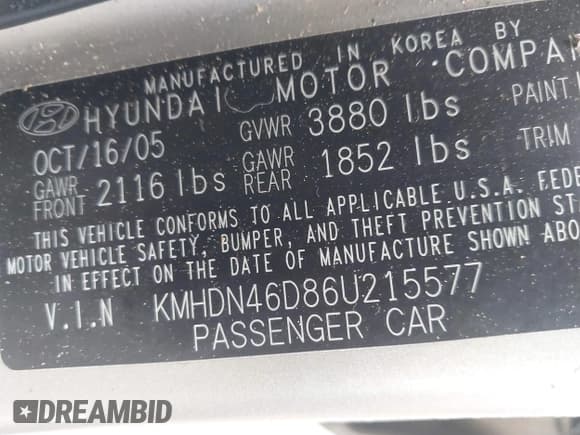 MANUFACTURED IN KOREA BY
HYUNDAI MOTOR COMPA
OCT/16/05 GVWR 3880 lbs PAINT
GAWR FRONT 2116 lbs GAWR REAR 1852 lbs TRIM
THIS VEHICLE CONFORMS TO ALL APPLICABLE U.S.A. FEDE
MOTOR VEHICLE SAFETY, BUMPER, AND THEFT PREVENTION ST
IN EFFECT ON THE DATE OF MANUFACTURE SHOWN ABO
V.I.N KMHDN46D86U215577
PASSENGER CAR
DREAMBID